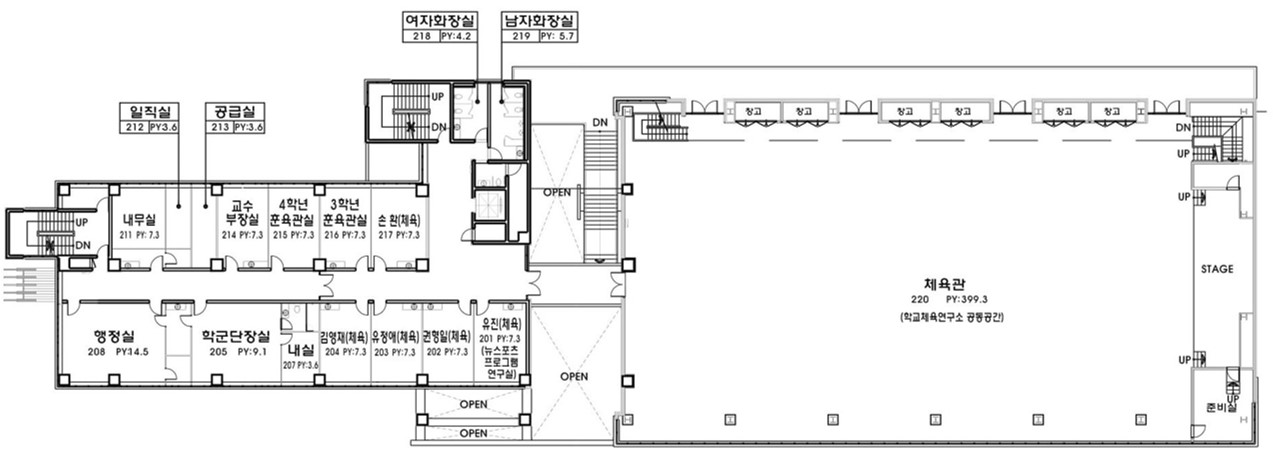 여자화장실
218 PY:4.2
남자화장실
219 PY: 5.7
일직실
212 PY:3.6
공급실
213 PY:3.6
UP
DN
DN
창고
창고
창고
창고
창고
창고
DN
UP
OPEN
UP
DN
내무실
211 PY: 7.3
교수
부장실
214 PY:7.3
4학년
훈육관실
215 PY:7.3
3학년
훈육관실
216 PY:7.3
손 환(체육)
217 PY:7.3
UP
STAGE
체육관
220 PY:399.3
(학교체육연구소 공동공간)
행정실
208 PY:14.5
학군단장실
205 PY:9.1
내실
207 PY:3.6
김영재(체육)
204 PY:7.3
유정애(체육)
203 PY:7.3
권형일(체육)
202 PY:7.3
유진(체육)
201 PY:7.3
(뉴스포츠
프로그램
연구실)
OPEN
UP
OPEN
OPEN
UP
준비실